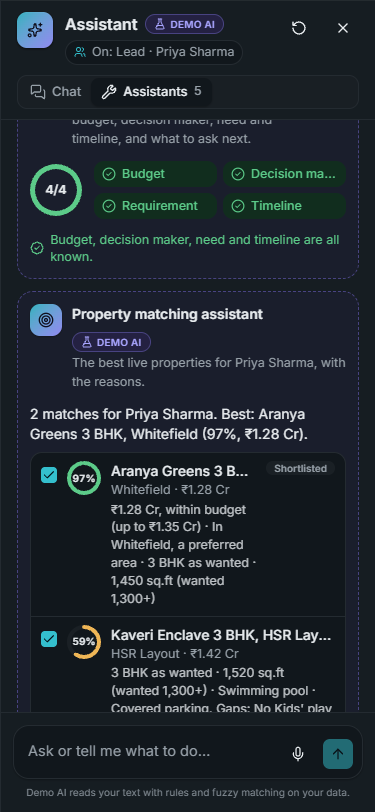 Assistant
DEMO AI
On: Lead · Priya Sharma
Chat
Assistants 5
budget, decision maker, need and
timeline, and what to ask next.
4/4
Budget
Decision ma...
Requirement
Timeline
Budget, decision maker, need and timeline are all
known.
Property matching assistant
DEMO AI
The best live properties for Priya Sharma, with
the reasons.
2 matches for Priya Sharma. Best: Aranya
Greens 3 BHK, Whitefield (97%, ₹1.28 Cr).
97%
Aranya Greens 3 B...
Shortlisted
Whitefield · ₹1.28 Cr
₹1.28 Cr, within budget
(up to ₹1.35 Cr) · In
Whitefield, a preferred
area · 3 BHK as wanted ·
1,450 sq.ft (wanted
1,300+)
59%
Kaveri Enclave 3 BHK, HSR Lay...
HSR Layout · ₹1.42 Cr
3 BHK as wanted · 1,520 sq.ft
(wanted 1,300+) · Swimming pool ·
Covered parking. Gaps: No Kids' play
Ask or tell me what to do...
Demo AI reads your text with rules and fuzzy matching on your data.